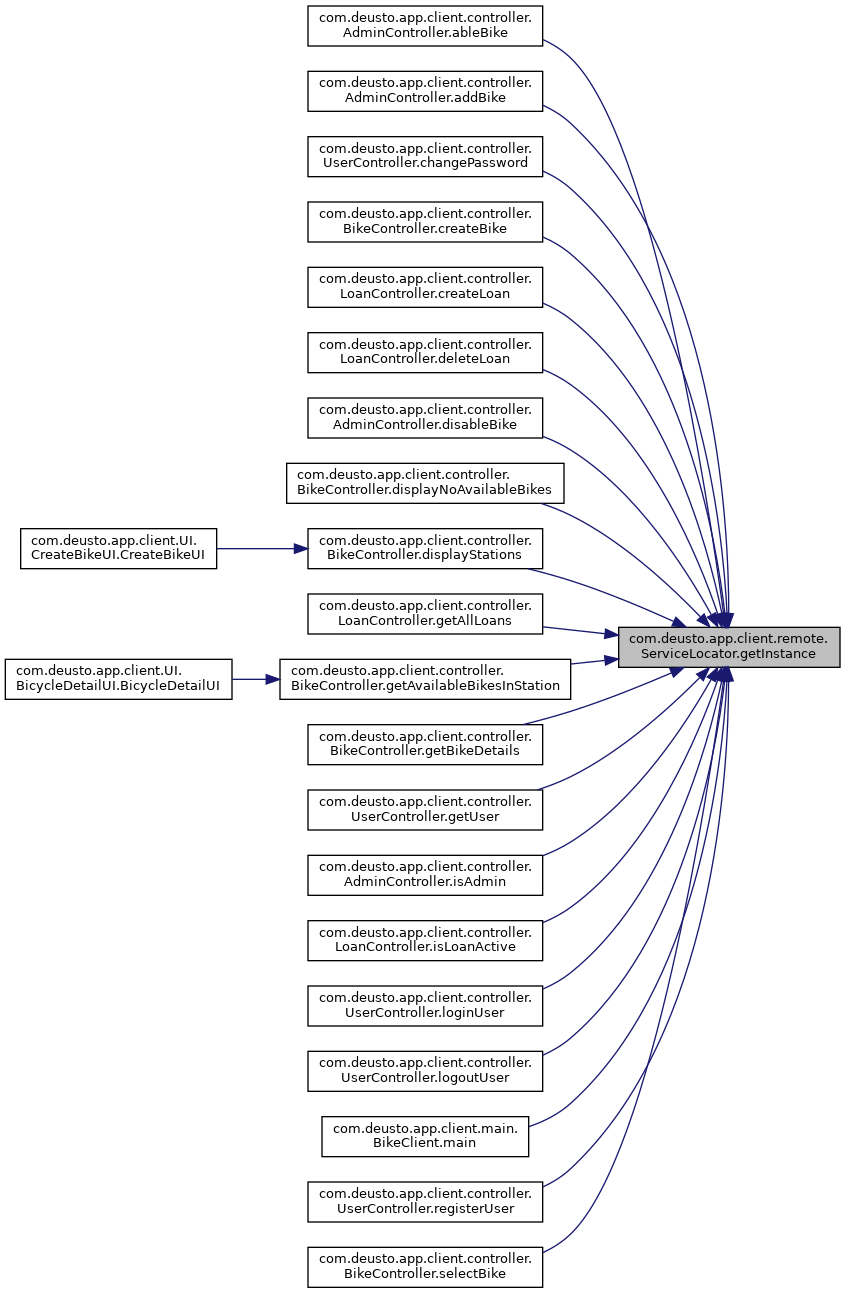 com.deusto.app.client.controller.
AdminController.ableBike
com.deusto.app.client.controller.
AdminController.addBike
com.deusto.app.client.controller.
UserController.changePassword
com.deusto.app.client.controller.
BikeController.createBike
com.deusto.app.client.controller.
LoanController.createLoan
com.deusto.app.client.controller.
LoanController.deleteLoan
com.deusto.app.client.controller.
AdminController.disableBike
com.deusto.app.client.controller.
BikeController.displayNoAvailableBikes
com.deusto.app.client.UI.
CreateBikeUI.CreateBikeUI
com.deusto.app.client.controller.
BikeController.displayStations
com.deusto.app.client.controller.
LoanController.getAllLoans
com.deusto.app.client.remote.
ServiceLocator.getInstance
com.deusto.app.client.UI.
BicycleDetailUI.BicycleDetailUI
com.deusto.app.client.controller.
BikeController.getAvailableBikesInStation
com.deusto.app.client.controller.
BikeController.getBikeDetails
com.deusto.app.client.controller.
UserController.getUser
com.deusto.app.client.controller.
AdminController.isAdmin
com.deusto.app.client.controller.
LoanController.isLoanActive
com.deusto.app.client.controller.
UserController.loginUser
com.deusto.app.client.controller.
UserController.logoutUser
com.deusto.app.client.main.
BikeClient.main
com.deusto.app.client.controller.
UserController.registerUser
com.deusto.app.client.controller.
BikeController.selectBike